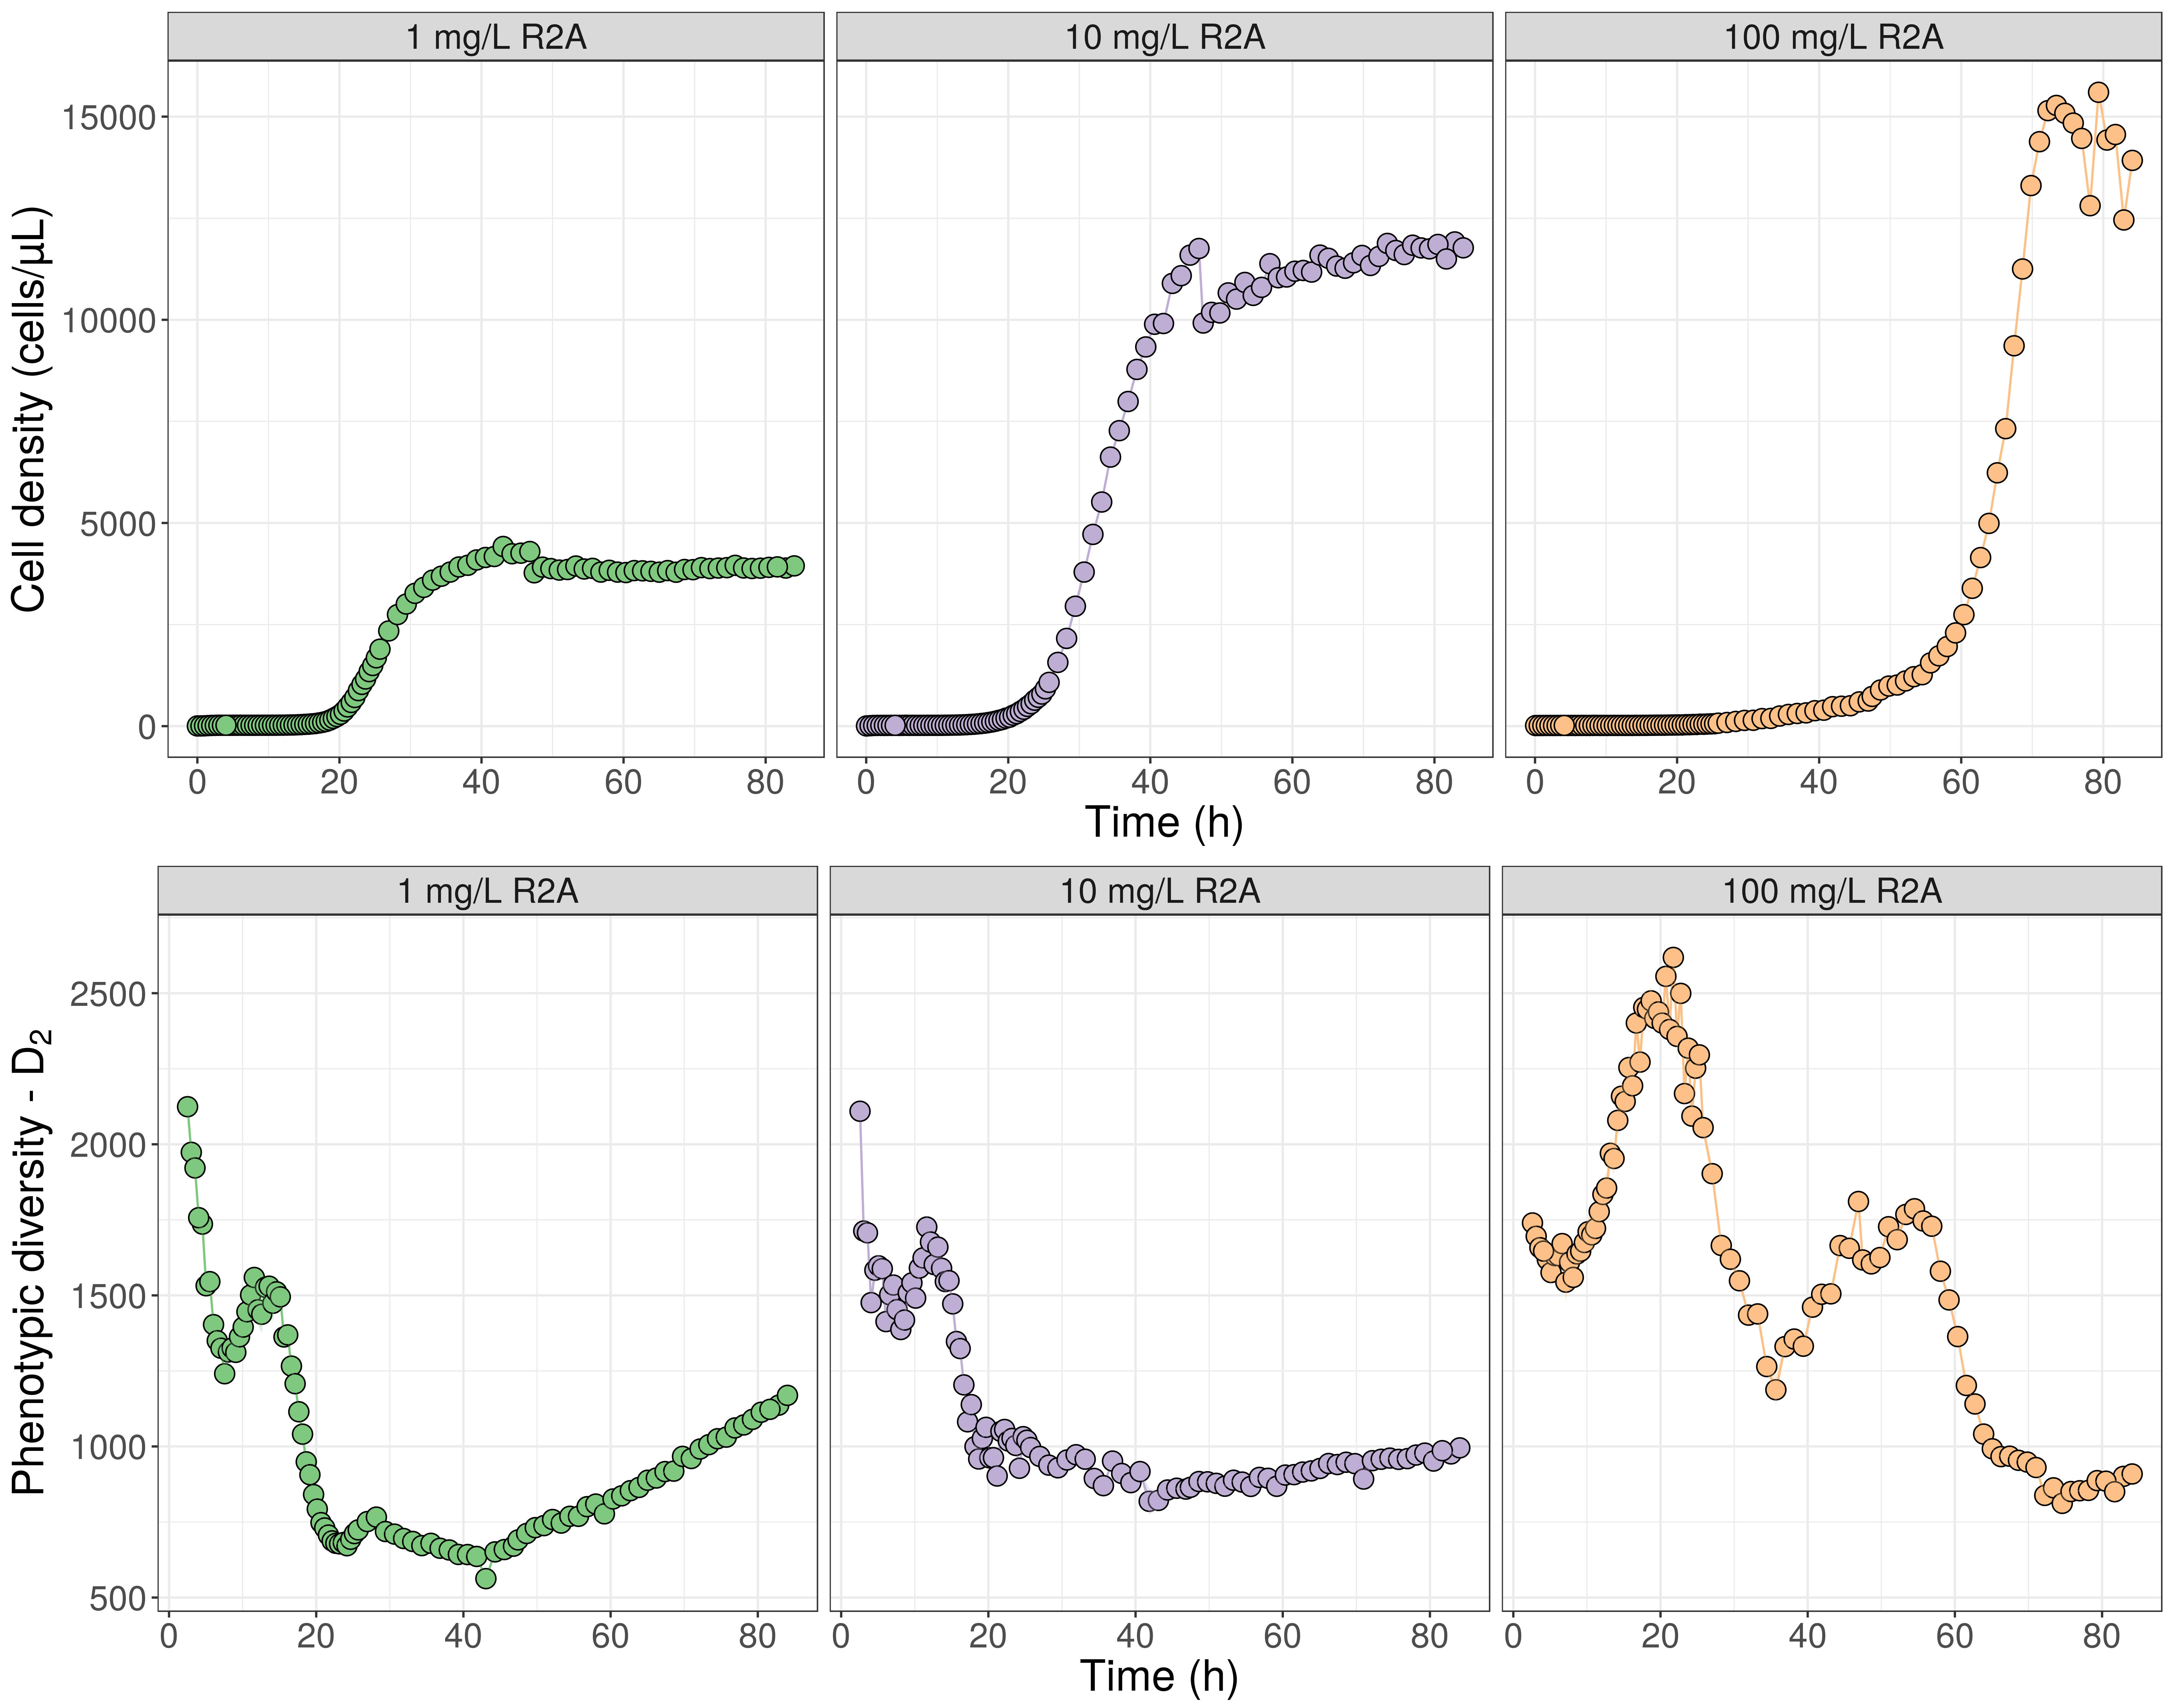 1 mg/L R2A 10 mg/L R2A 100 mg/L R2A
Cell density (cells/µL)
15000
10000
5000
0
0 20 40 60 80 0 20 40 60 80 0 20 40 60 80
Time (h)
1 mg/L R2A 10 mg/L R2A 100 mg/L R2A
Phenotypic diversity - D2
2500
2000
1500
1000
500
0 20 40 60 80 0 20 40 60 80 0 20 40 60 80
Time (h)